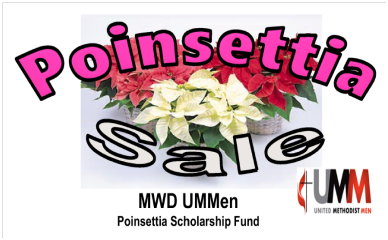 Poinsettia
Sale
MWD UMMen
Poinsettia Scholarship Fund
UMM
UNITED METHODIST MEN